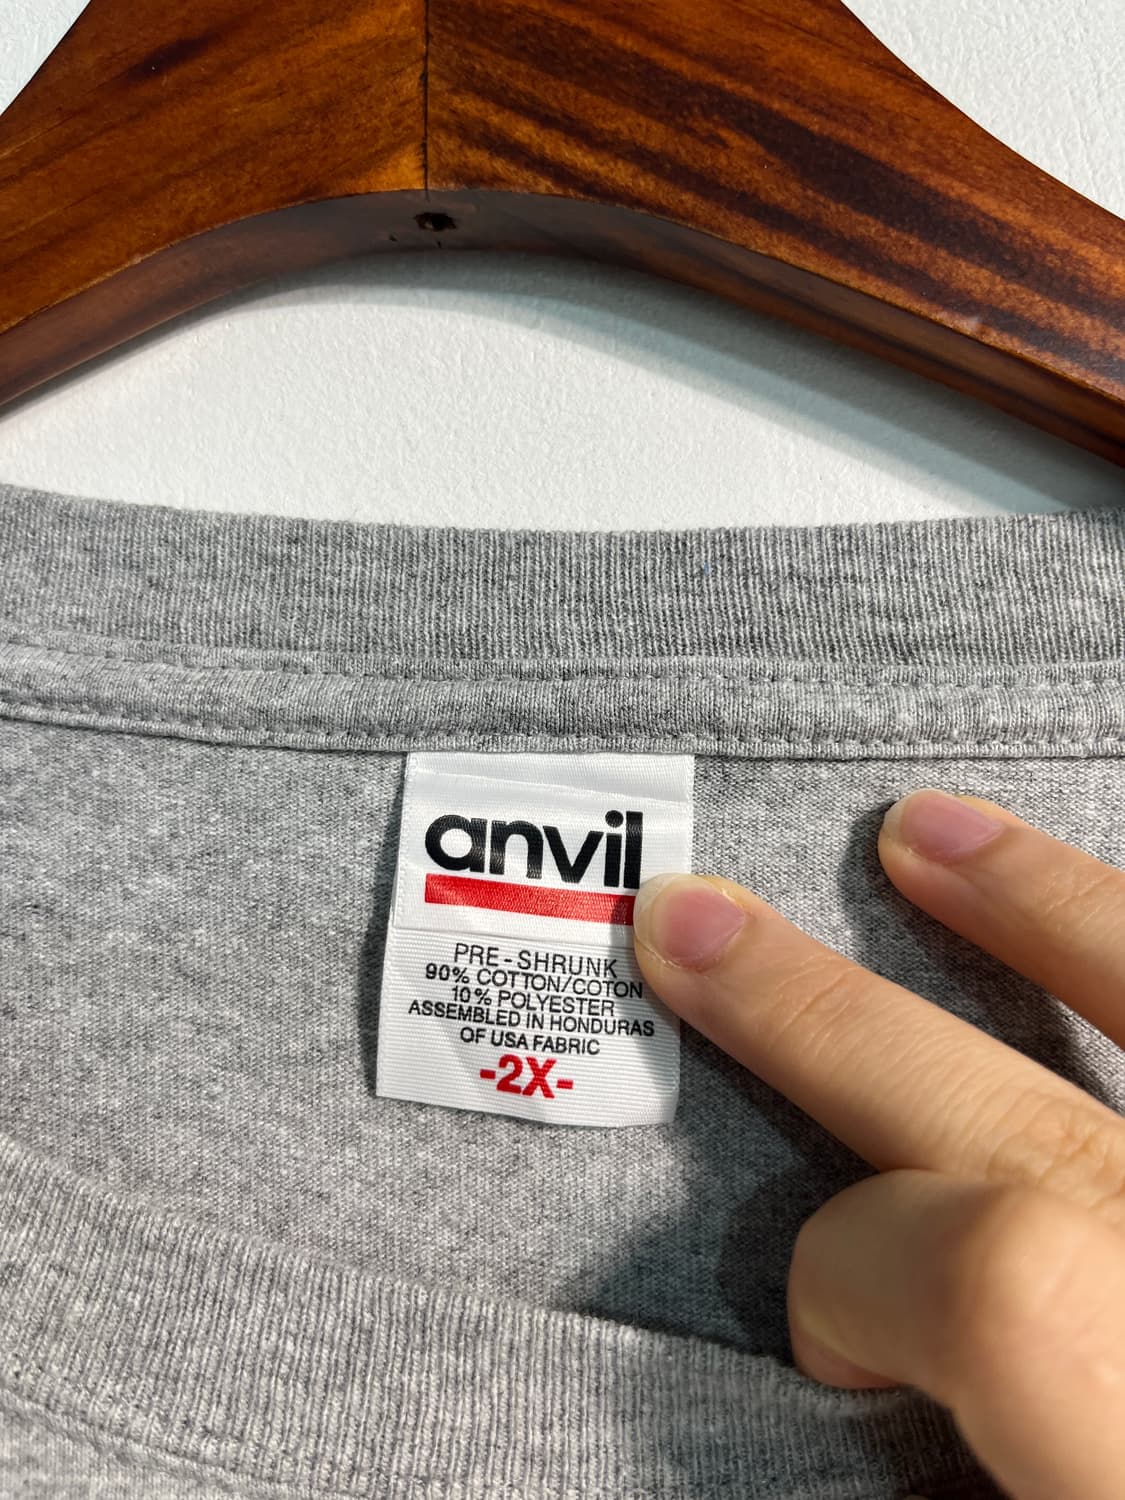 anvil
PRE-SHRUNK
90% COTTON/COTON
10% POLYESTER
ASSEMBLED IN HONDURAS
OF USA FABRIC
-2X-